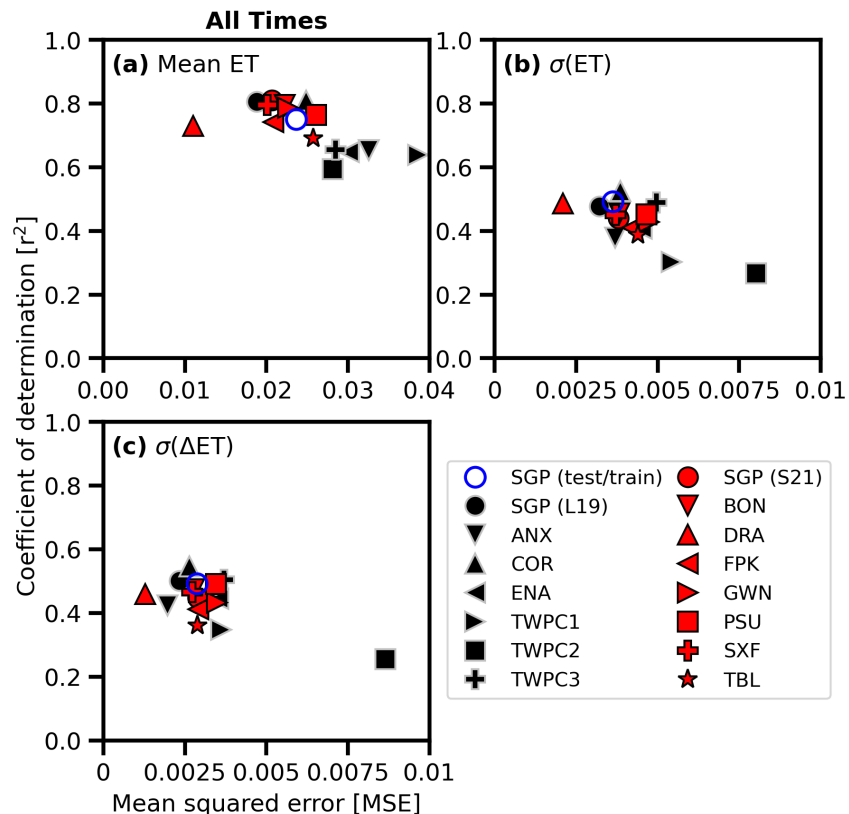 All Times
(a) Mean ET
1.0
0.8
0.6
0.4
0.2
0.0
0.00 0.01 0.02 0.03 0.04
(b) σ(ET)
1.0
0.8
0.6
0.4
0.2
0.0
0 0.0025 0.005 0.0075 0.01
Coefficient of determination [r²]
(c) σ(ΔET)
1.0
0.8
0.6
0.4
0.2
0.0
0 0.0025 0.005 0.0075 0.01
Mean squared error [MSE]
SGP (test/train)
SGP (L19)
ANX
COR
ENA
TWPC1
TWPC2
TWPC3
SGP (S21)
BON
DRA
FPK
GWN
PSU
SXF
TBL